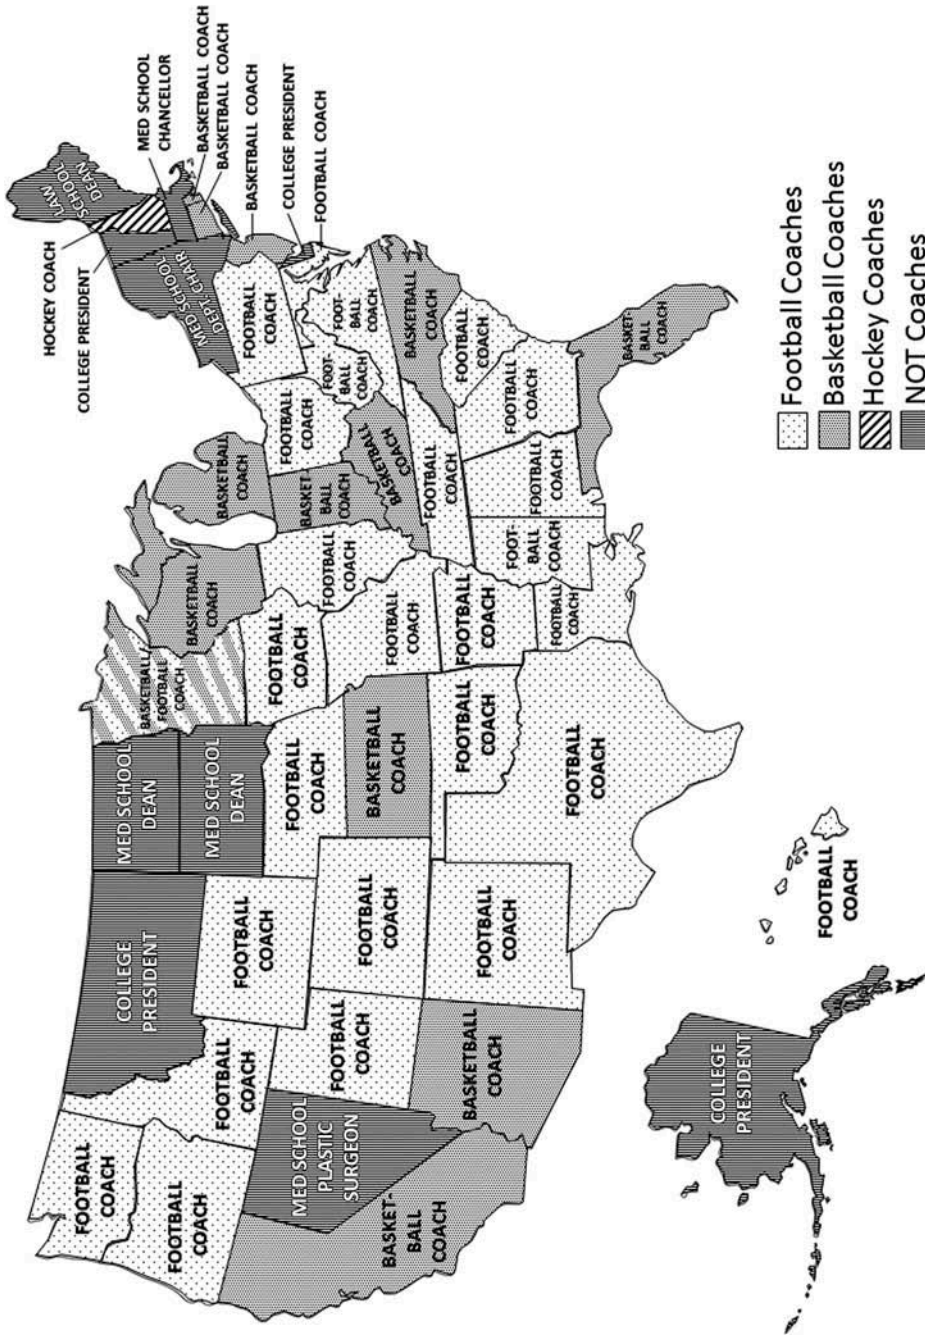 FOOTBALL
COACH
FOOTBALL
COACH
BASKET-
BALL
COACH
MED SCHOOL
PLASTIC
SURGEON
FOOTBALL
COACH
COLLEGE
PRESIDENT
FOOTBALL
COACH
FOOTBALL
COACH
BASKETBALL
COACH
FOOTBALL
COACH
FOOTBALL
COACH
MED SCHOOL
DEAN
MED SCHOOL
DEAN
FOOTBALL
COACH
BASKETBALL
COACH
FOOTBALL
COACH
FOOTBALL
COACH
BASKETBALL
FOOTBALL
COACH
FOOTBALL
COACH
FOOTBALL
COACH
FOOTBALL
COACH
FOOTBALL
COACH
BASKETBALL
COACH
FOOTBALL
COACH
BASKETBALL
COACH
BASKET-
BALL
COACH
FOOTBALL
COACH
BASKETBALL
COACH
FOOTBALL
COACH
FOOT-
BALL
COACH
FOOTBALL
COACH
FOOTBALL
COACH
BASKET-
BALL
COACH
FOOTBALL
COACH
BASKETBALL
COACH
FOOT-
BALL
COACH
FOOT-
BALL
COACH
FOOTBALL
COACH
MED SCHOOL
DEPT. CHAIR
LAW
SCHOOL
DEAN
HOCKEY COACH
COLLEGE PRESIDENT
MED SCHOOL
CHANCELLOR
BASKETBALL COACH
BASKETBALL COACH
BASKETBALL COACH
COLLEGE PRESIDENT
FOOTBALL COACH
COLLEGE
PRESIDENT
FOOTBALL
COACH
Football Coaches
Basketball Coaches
Hockey Coaches
NOT Coaches